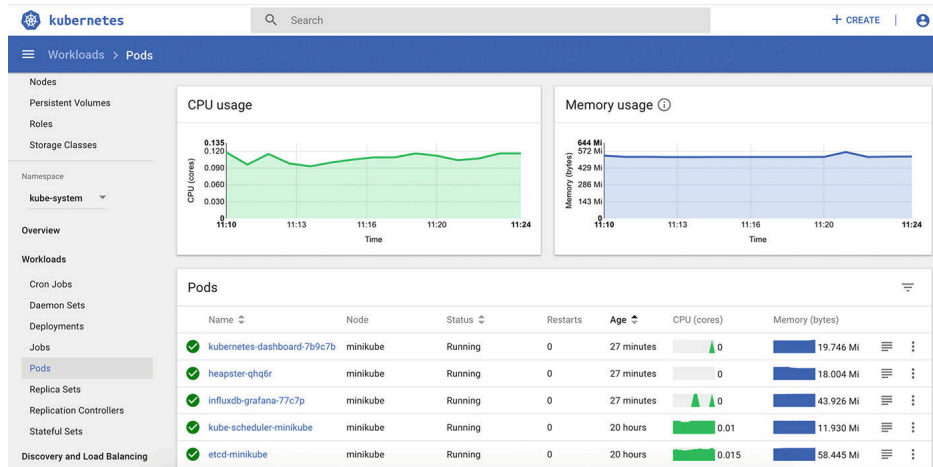 kubernetes
Search
+ CREATE
Workloads > Pods
Nodes
Persistent Volumes
Roles
Storage Classes
Namespace
kube-system
Overview
Workloads
Cron Jobs
Daemon Sets
Deployments
Jobs
Pods
Replica Sets
Replication Controllers
Stateful Sets
Discovery and Load Balancing
CPU usage
CPU (cores)
0.135
0.120
0.090
0.060
0.030
0
11:10 11:13 11:16 11:20 11:24
Time
Memory usage
Memory (bytes)
644 Mi
572 Mi
429 Mi
286 Mi
143 Mi
0
11:10 11:13 11:16 11:20 11:24
Time
Pods
Name Node Status Restarts Age CPU (cores) Memory (bytes)
kubernetes-dashboard-7b9c7b minikube Running 0 27 minutes 0 19.746 Mi
heapster-qhq6r minikube Running 0 27 minutes 0 18.004 Mi
influxdb-grafana-77c7p minikube Running 0 27 minutes 0 43.926 Mi
kube-scheduler-minikube minikube Running 0 20 hours 0.01 11.930 Mi
etcd-minikube minikube Running 0 20 hours 0.015 58.445 Mi